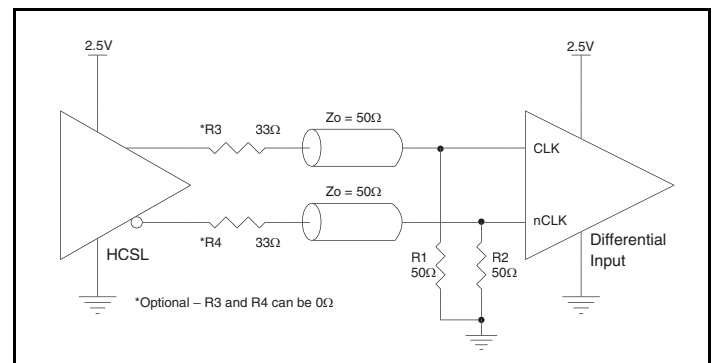 2.5V
2.5V
*R3 33Ω
Zo = 50Ω
CLK
Zo = 50Ω
nCLK
*R4 33Ω
HCSL
R1
50Ω
R2
50Ω
Differential
Input
*Optional – R3 and R4 can be 0Ω